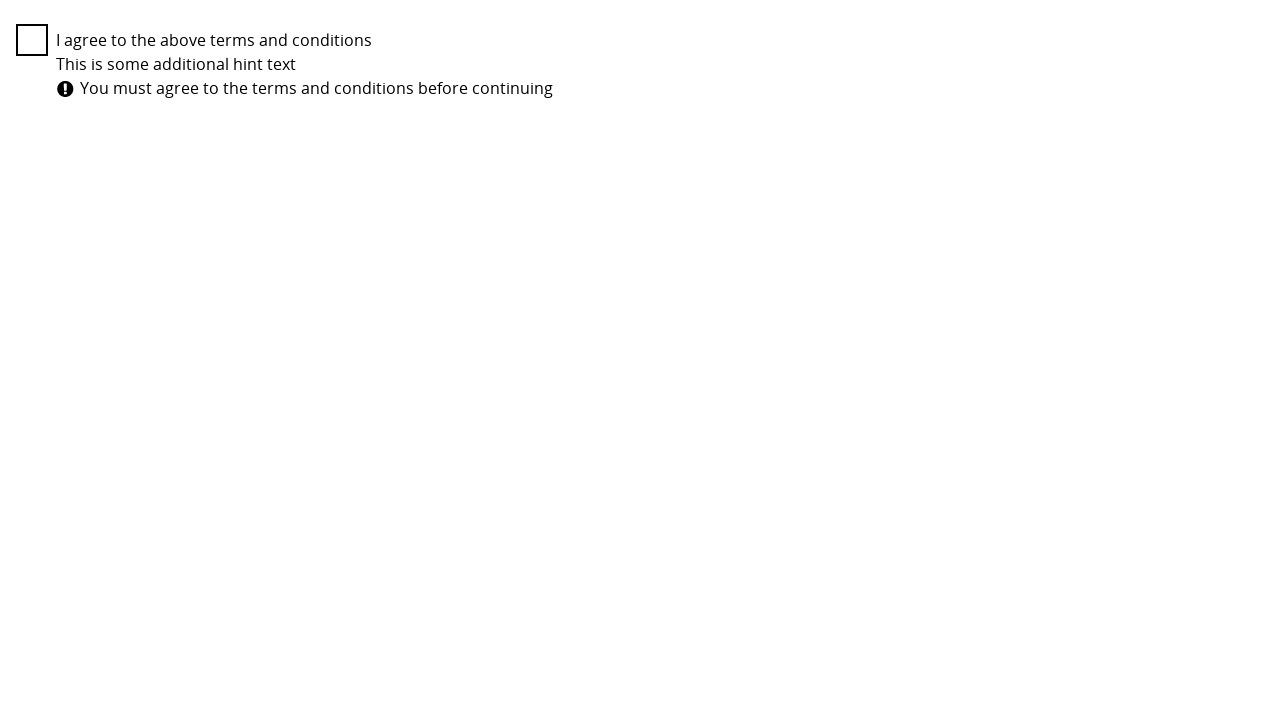 I agree to the above terms and conditions
This is some additional hint text
You must agree to the terms and conditions before continuing